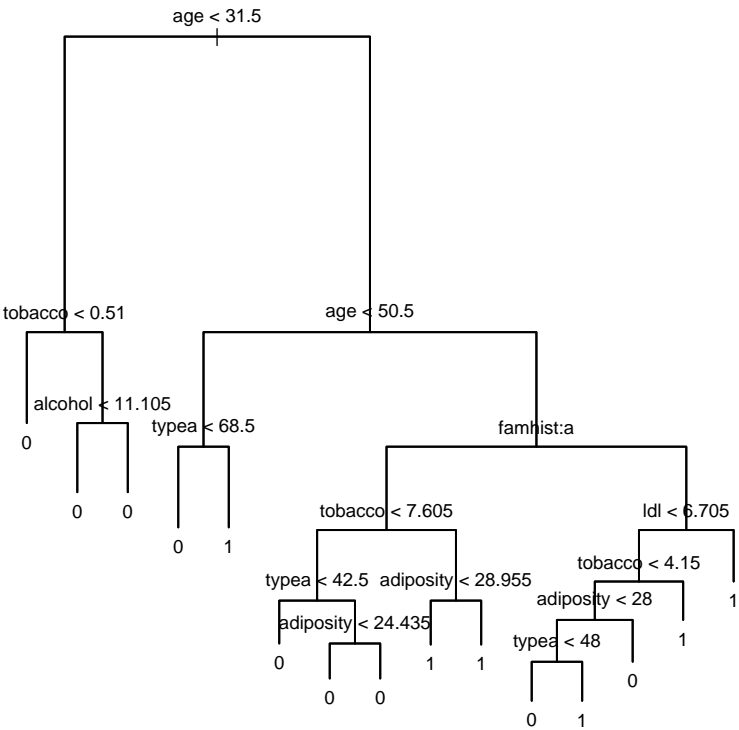 age < 31.5
tobacco < 0.51
age < 50.5
alcohol < 11.105
typea < 68.5
famhist:a
0
0
0
0
1
tobacco < 7.605
ldl < 6.705
typea < 42.5
adiposity < 28.955
tobacco < 4.15
adiposity < 24.435
adiposity < 28
1
typea < 48
1
0
1
1
0
0
0
0
1